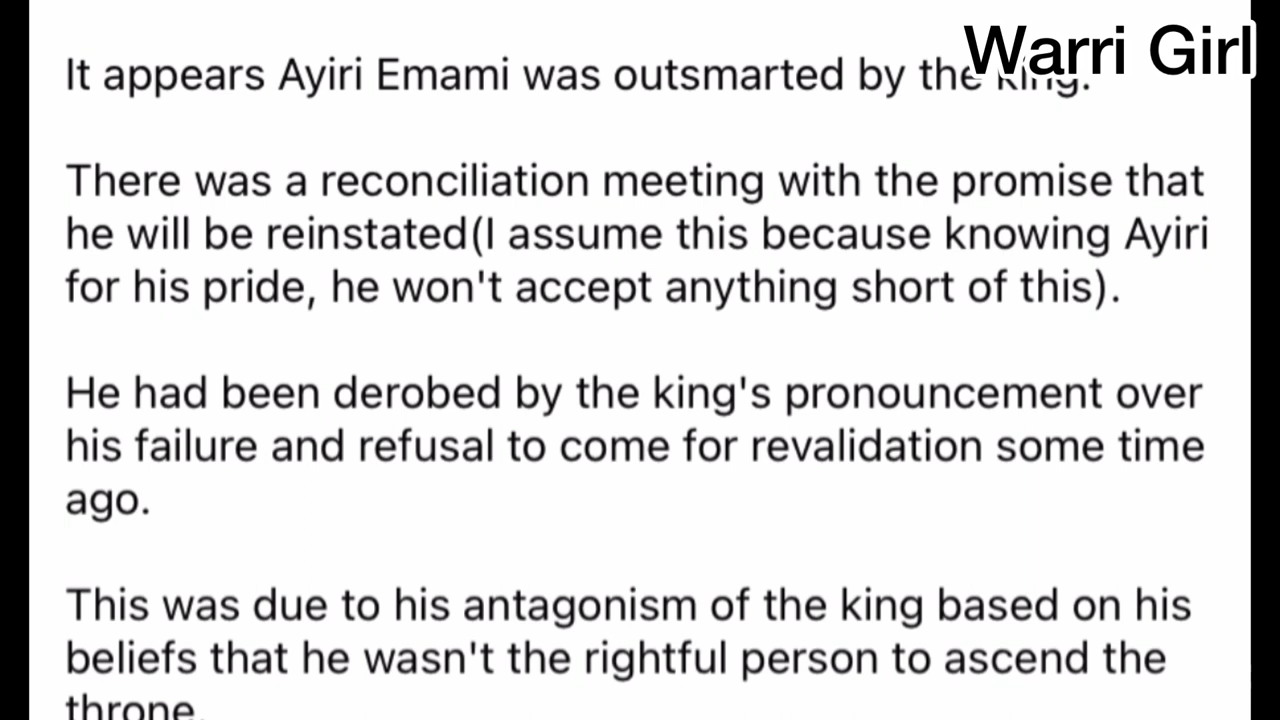 Warri Girl
It appears Ayiri Emami was outsmarted by the king.
There was a reconciliation meeting with the promise that
he will be reinstated(I assume this because knowing Ayiri
for his pride, he won't accept anything short of this).
He had been derobed by the king's pronouncement over
his failure and refusal to come for revalidation some time
ago.
This was due to his antagonism of the king based on his
beliefs that he wasn't the rightful person to ascend the
throne.